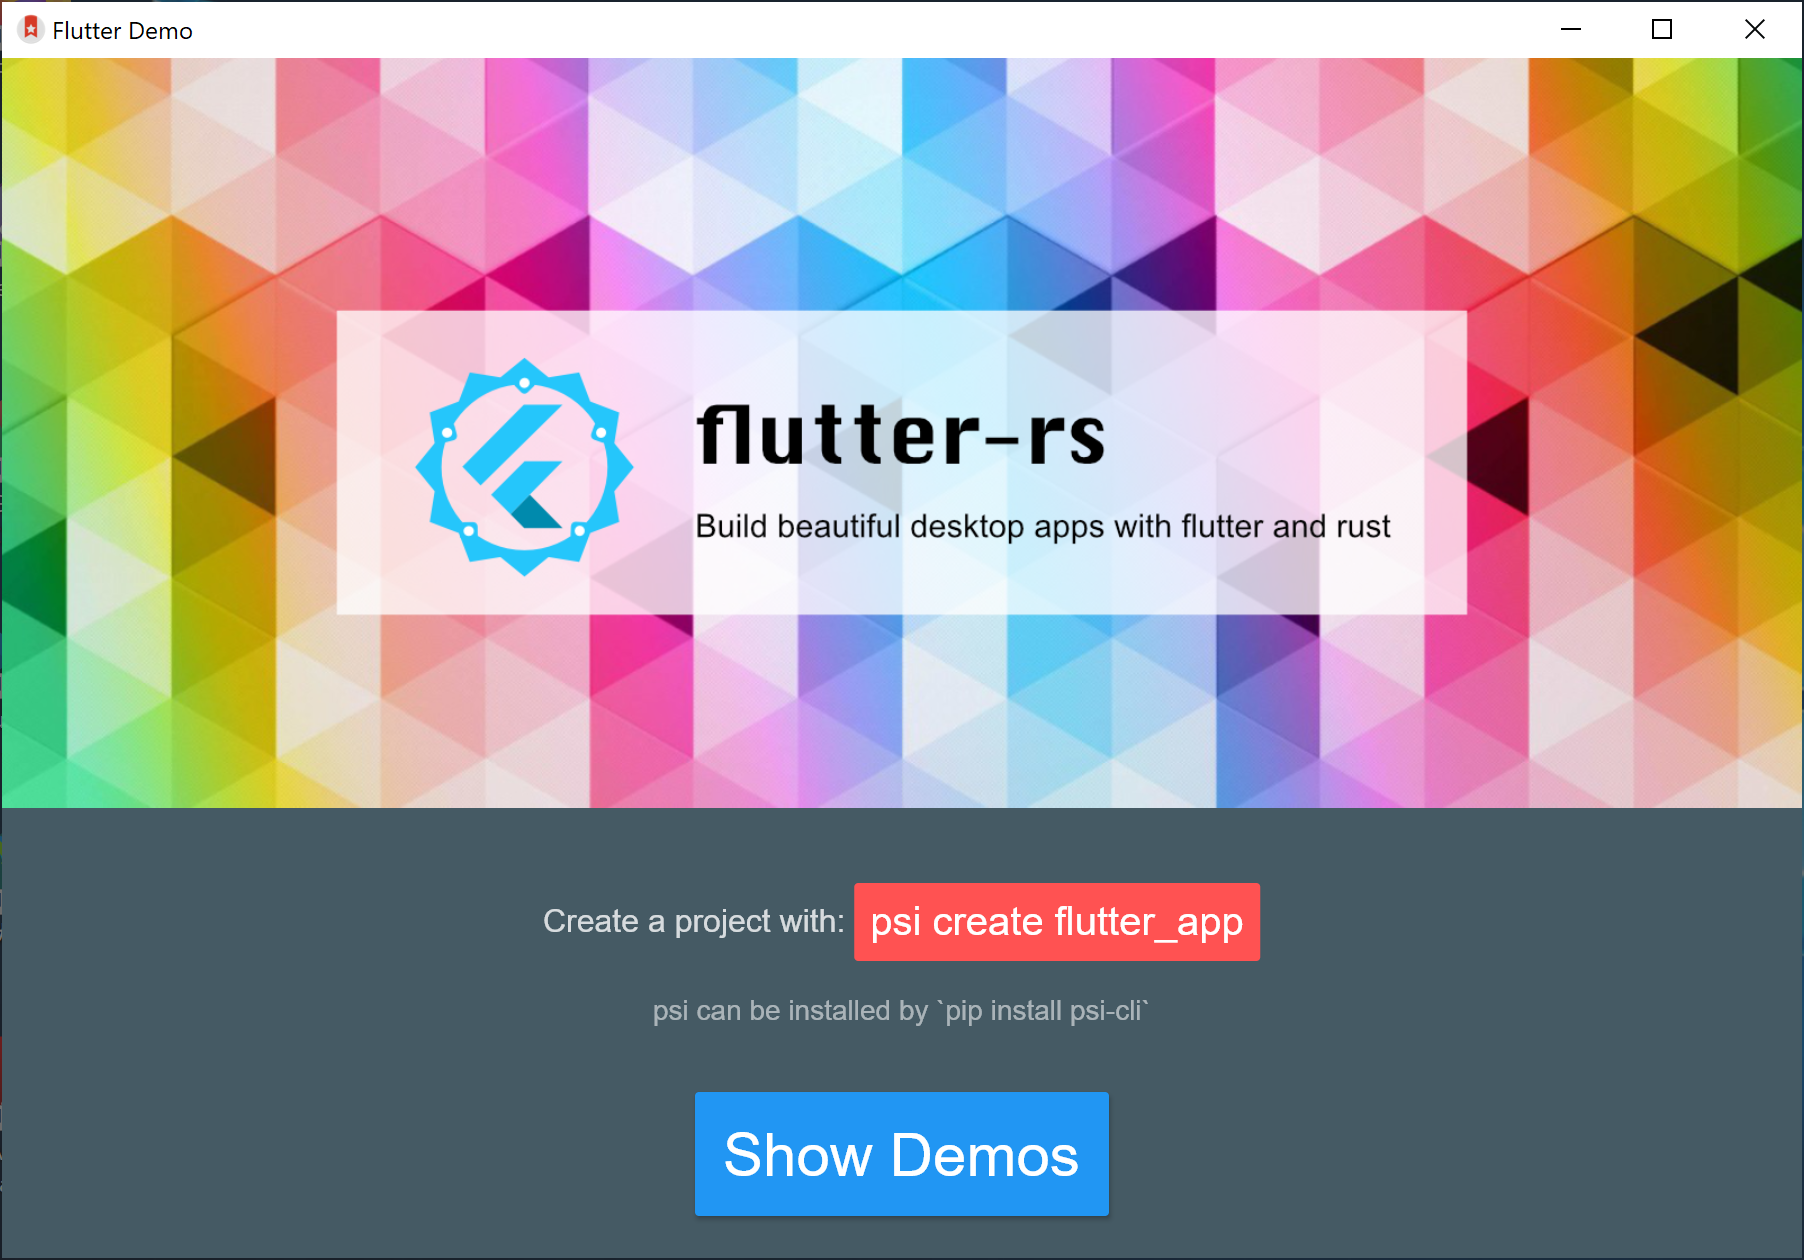 Flutter Demo
flutter-rs
Build beautiful desktop apps with flutter and rust
Create a project with: psi create flutter_app
psi can be installed by `pip install psi-cli`
Show Demos